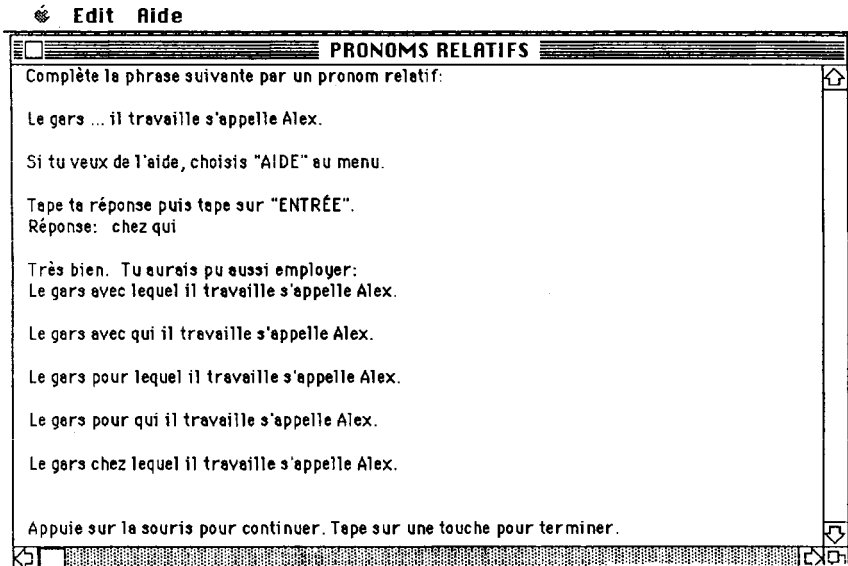 Edit Aide
PRONOMS RELATIFS
Complète la phrase suivante par un pronom relatif:
Le gars ... il travaille s'appelle Alex.
Si tu veux de l'aide, choisis "AIDE" au menu.
Tape ta réponse puis tape sur "ENTRÉE".
Réponse: chez qui
Très bien. Tu aurais pu aussi employer:
Le gars avec lequel il travaille s'appelle Alex.
Le gars avec qui il travaille s'appelle Alex.
Le gars pour lequel il travaille s'appelle Alex.
Le gars pour qui il travaille s'appelle Alex.
Le gars chez lequel il travaille s'appelle Alex.
Appuie sur la souris pour continuer. Tape sur une touche pour terminer.